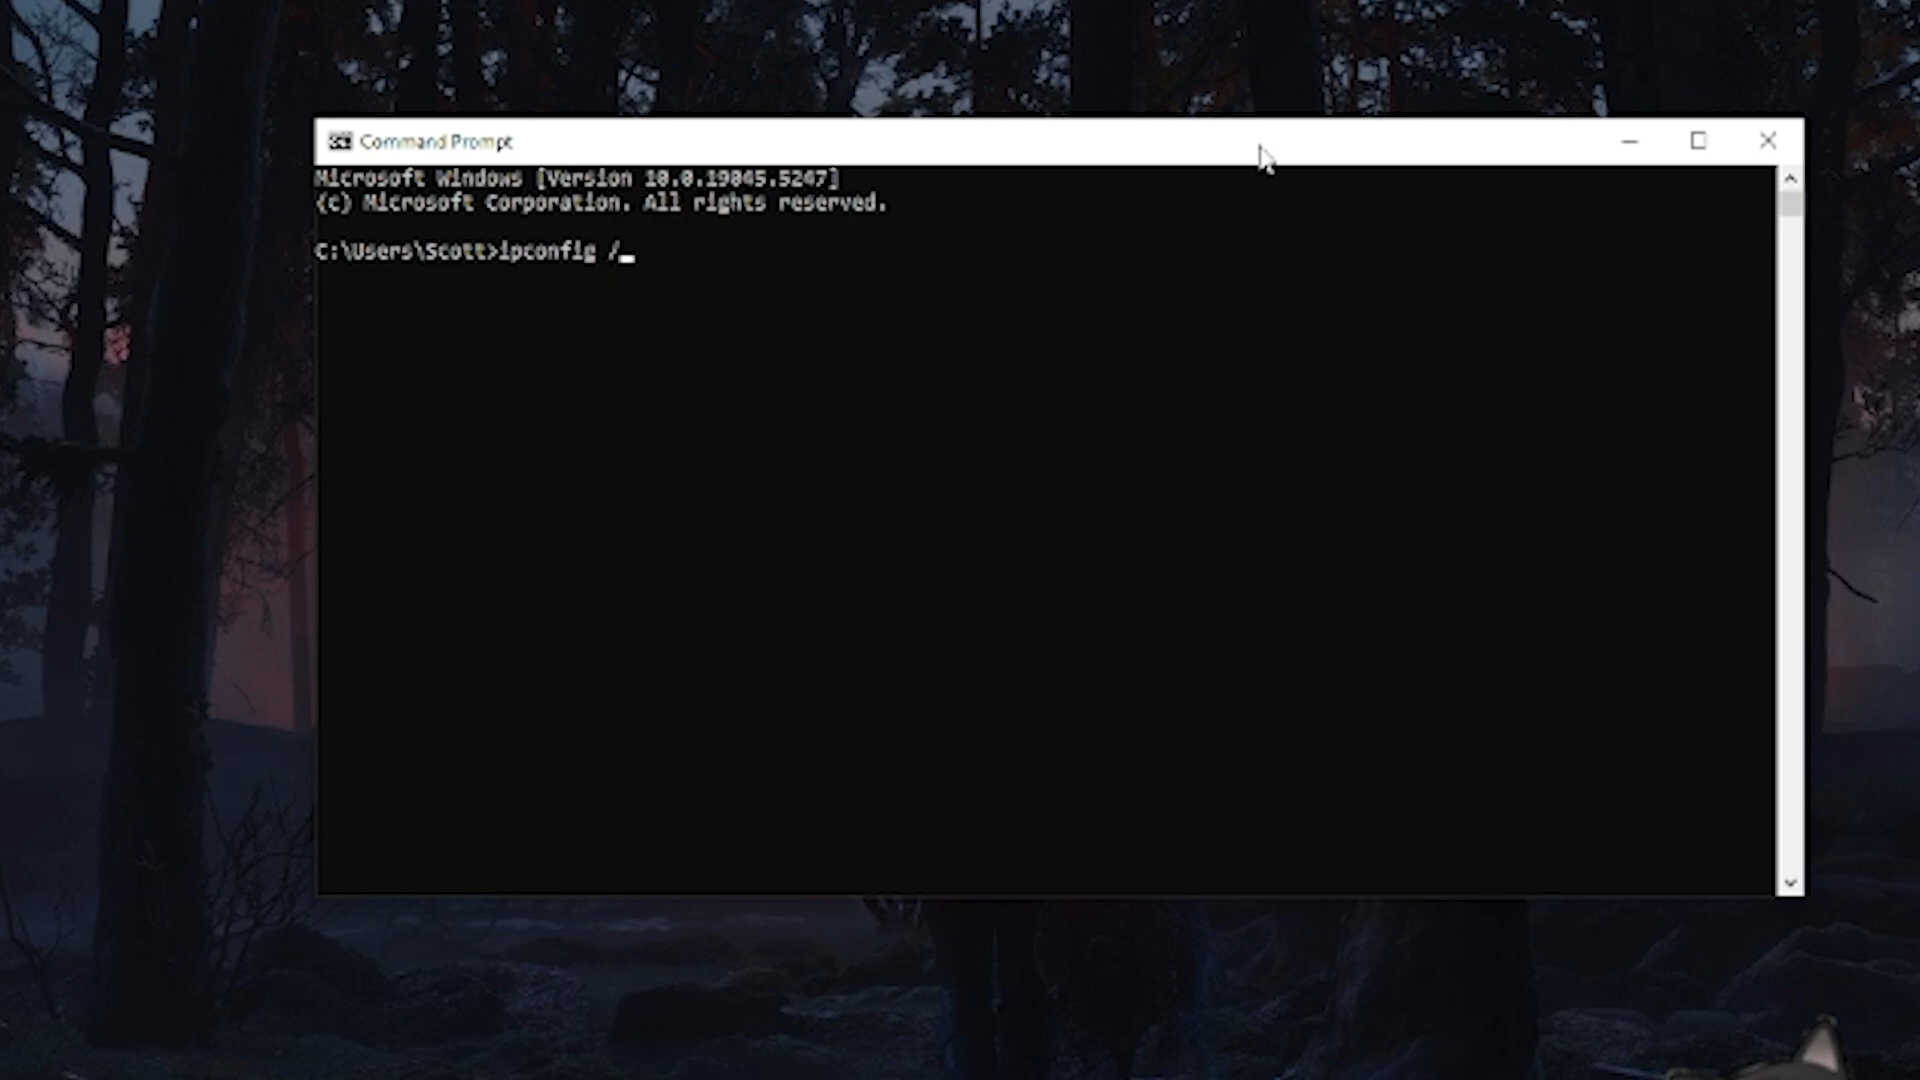 Command Prompt
Microsoft Windows [Version 10.0.19045.5247]
(c) Microsoft Corporation. All rights reserved.
C:\Users\Scott>ipconfig /_